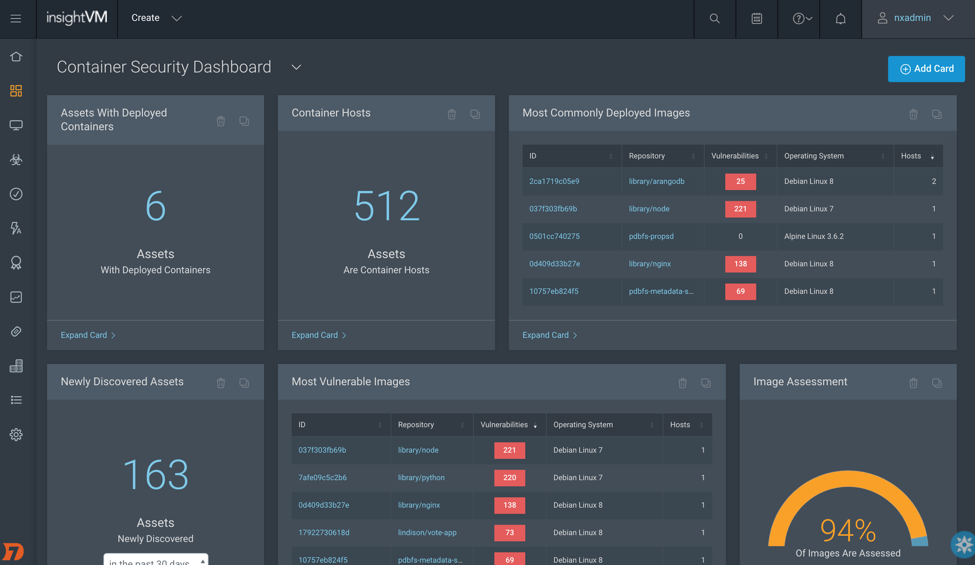 insightVM
Create
nxadmin
Container Security Dashboard
Add Card
Assets With Deployed
Containers
6
Assets
With Deployed Containers
Expand Card
Container Hosts
512
Assets
Are Container Hosts
Expand Card
Most Commonly Deployed Images
ID Repository Vulnerabilities Operating System Hosts
2ca1719c05e9 library/arangodb 25 Debian Linux 8 2
037f303fb69b library/node 221 Debian Linux 7 1
0501cc740275 pdbfs-propsd 0 Alpine Linux 3.6.2 1
0d409d33b27e library/nginx 138 Debian Linux 8 1
10757eb824f5 pdbfs-metadata-s... 69 Debian Linux 8 1
Expand Card
Newly Discovered Assets
163
Assets
Newly Discovered
in the past 30 days
Most Vulnerable Images
ID Repository Vulnerabilities Operating System Hosts
037f303fb69b library/node 221 Debian Linux 7 1
7afe09c5c2b6 library/python 220 Debian Linux 7 1
0d409d33b27e library/nginx 138 Debian Linux 8 1
17922730618d lindison/vote-app 73 Debian Linux 8 1
10757eb824f5 pdbfs-metadata-s... 69 Debian Linux 8 1
Image Assessment
94%
Of Images Are Assessed